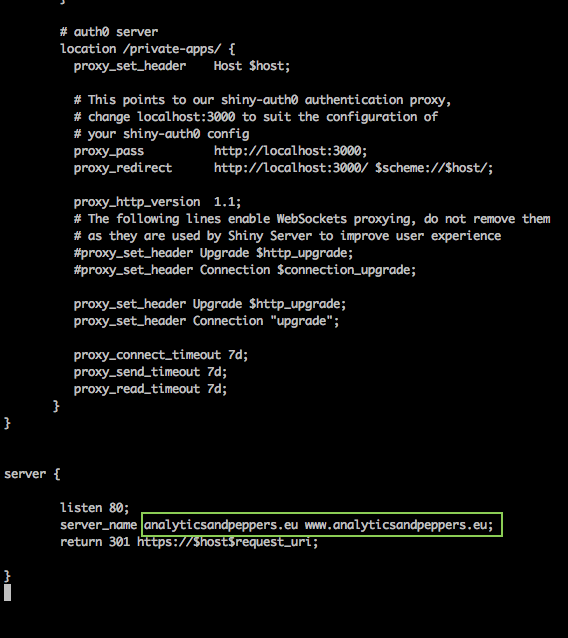 }
# auth0 server
location /private-apps/ {
proxy_set_header Host $host;
# This points to our shiny-auth0 authentication proxy,
# change localhost:3000 to suit the configuration of
# your shiny-auth0 config
proxy_pass http://localhost:3000;
proxy_redirect http://localhost:3000/ $scheme://$host/;
proxy_http_version 1.1;
# The following lines enable WebSockets proxying, do not remove them
# as they are used by Shiny Server to improve user experience
#proxy_set_header Upgrade $http_upgrade;
#proxy_set_header Connection $connection_upgrade;
proxy_set_header Upgrade $http_upgrade;
proxy_set_header Connection "upgrade";
proxy_connect_timeout 7d;
proxy_send_timeout 7d;
proxy_read_timeout 7d;
}
}
server {
listen 80;
server_name analyticsandpeppers.eu www.analyticsandpeppers.eu;
return 301 https://$host$request_uri;
}